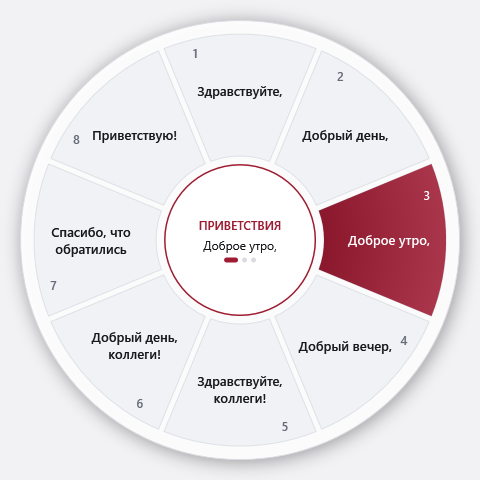 1
Здравствуйте,
2
Добрый день,
3
Доброе утро,
4
Добрый вечер,
5
Здравствуйте,
коллеги!
6
Добрый день,
коллеги!
7
Спасибо, что
обратились
8
Приветствую!
ПРИВЕТСТВИЯ
Доброе утро,